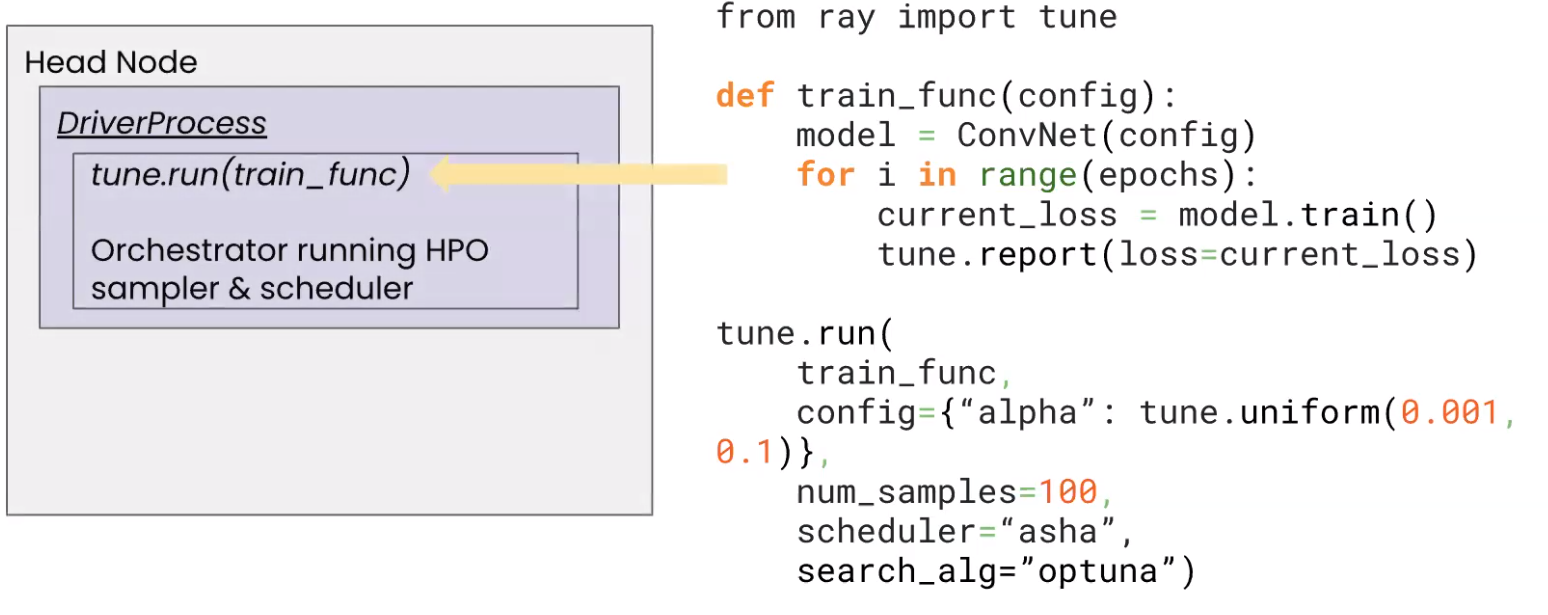 Head Node
DriverProcess
tune.run(train_func)
Orchestrator running HPO
sampler & scheduler
from ray import tune
def train_func(config):
    model = ConvNet(config)
    for i in range(epochs):
        current_loss = model.train()
        tune.report(loss=current_loss)
tune.run(
    train_func,
    config={“alpha”: tune.uniform(0.001,
0.1)},
    num_samples=100,
    scheduler=“asha”,
    search_alg=”optuna”)